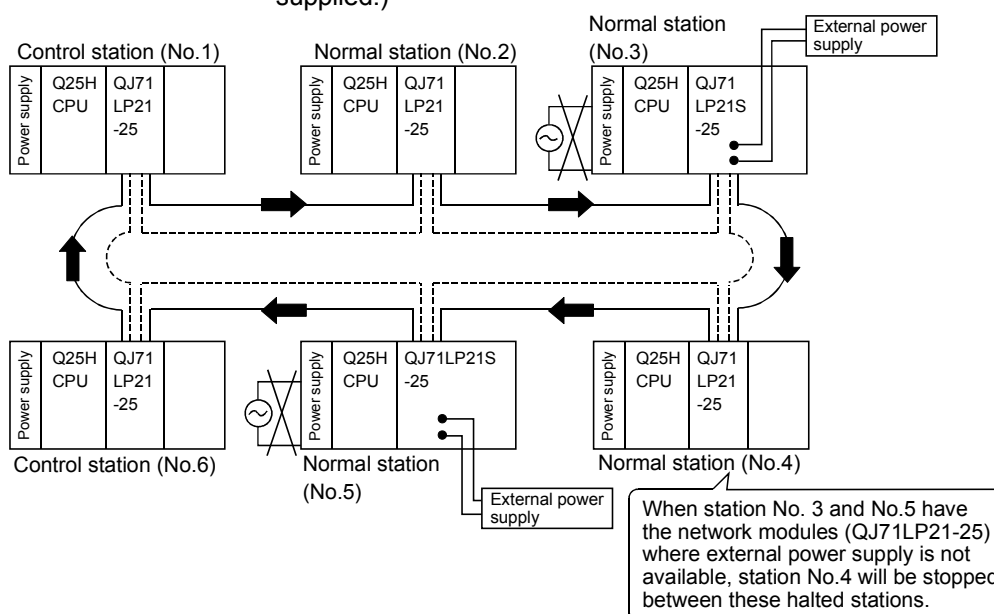 supplied.)
Control station (No.1)
Normal station (No.2)
Normal station
(No.3)
External power
supply
Power supply
Q25H
CPU
QJ71
LP21
-25
Power supply
Q25H
CPU
QJ71
LP21
-25
Power supply
Q25H
CPU
QJ71
LP21S
-25
Power supply
Q25H
CPU
QJ71
LP21
-25
Power supply
Q25H
CPU
QJ71LP21S
-25
Power supply
Q25H
CPU
QJ71
LP21
-25
Control station (No.6)
Normal station
(No.5)
External power
supply
Normal station (No.4)
When station No. 3 and No.5 have
the network modules (QJ71LP21-25)
where external power supply is not
available, station No.4 will be stopped
between these halted stations.